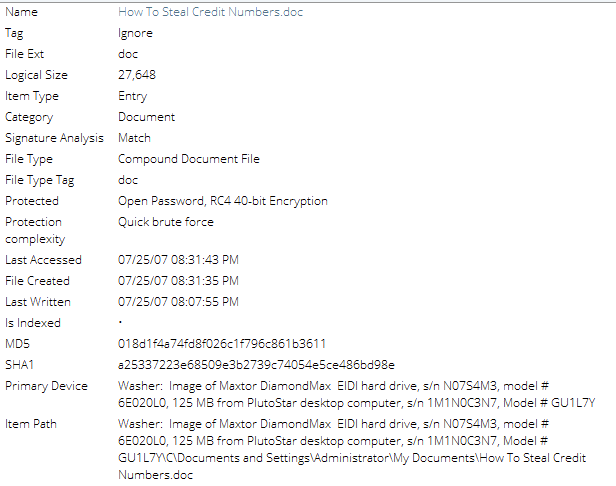 Name How To Steal Credit Numbers.doc
Tag Ignore
File Ext doc
Logical Size 27,648
Item Type Entry
Category Document
Signature Analysis Match
File Type Compound Document File
File Type Tag doc
Protected Open Password, RC4 40-bit Encryption
Protection Quick brute force
complexity
Last Accessed 07/25/07 08:31:43 PM
File Created 07/25/07 08:31:35 PM
Last Written 07/25/07 08:07:55 PM
Is Indexed •
MD5 018d1f4a74fd8f026c1f796c861b3611
SHA1 a25337223e68509e3b2739c74054e5ce486bd98e
Primary Device Washer: Image of Maxtor DiamondMax EIDI hard drive, s/n N07S4M3, model #
6E020L0, 125 MB from PlutoStar desktop computer, s/n 1M1N0C3N7, Model # GU1L7Y
Item Path Washer: Image of Maxtor DiamondMax EIDI hard drive, s/n N07S4M3, model #
6E020L0, 125 MB from PlutoStar desktop computer, s/n 1M1N0C3N7, Model #
GU1L7Y\C\Documents and Settings\Administrator\My Documents\How To Steal Credit
Numbers.doc